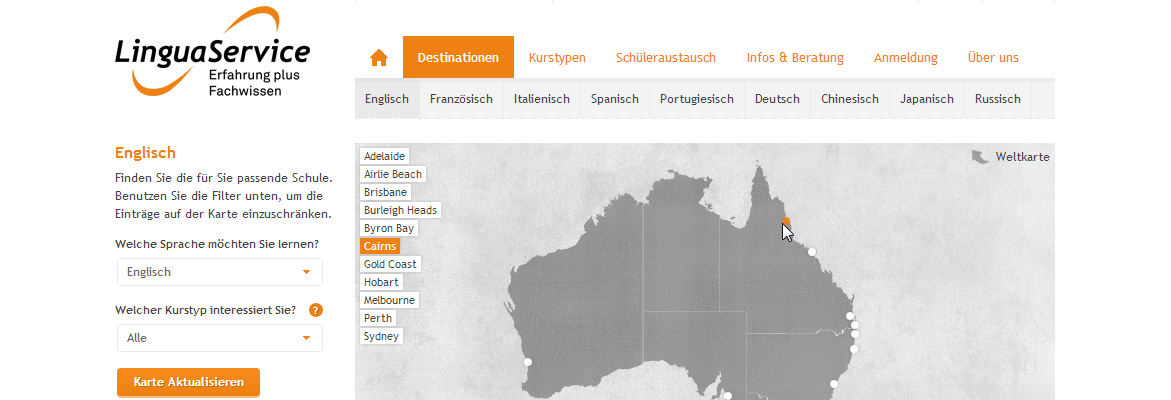 LinguaService
Erfahrung plus
Fachwissen
Destinationen Kurstypen Schüleraustausch Infos & Beratung Anmeldung Über uns
Englisch Französisch Italienisch Spanisch Portugiesisch Deutsch Chinesisch Japanisch Russisch
Englisch
Finden Sie die für Sie passende Schule.
Benutzen Sie die Filter unten, um die
Einträge auf der Karte einzuschränken.
Welche Sprache möchten Sie lernen?
Englisch
Welcher Kurstyp interessiert Sie? ?
Alle
Karte Aktualisieren
Adelaide
Airlie Beach
Brisbane
Burleigh Heads
Byron Bay
Cairns
Gold Coast
Hobart
Melbourne
Perth
Sydney
Weltkarte